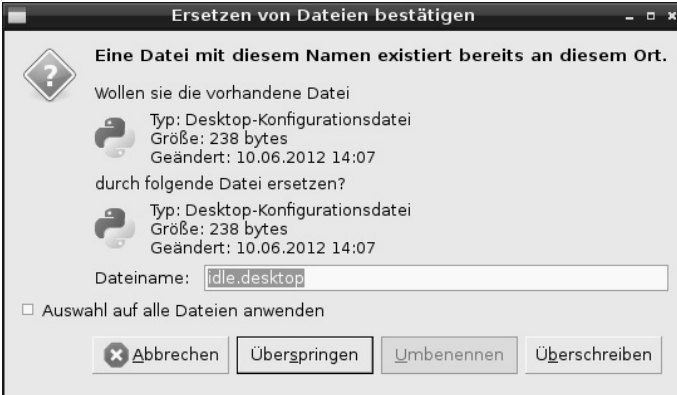 Ersetzen von Dateien bestätigen
Eine Datei mit diesem Namen existiert bereits an diesem Ort.
Wollen sie die vorhandene Datei
Typ: Desktop-Konfigurationsdatei
Größe: 238 bytes
Geändert: 10.06.2012 14:07
durch folgende Datei ersetzen?
Typ: Desktop-Konfigurationsdatei
Größe: 238 bytes
Geändert: 10.06.2012 14:07
Dateiname: idle.desktop
Auswahl auf alle Dateien anwenden
Abbrechen Überspringen Umbenennen Überschreiben